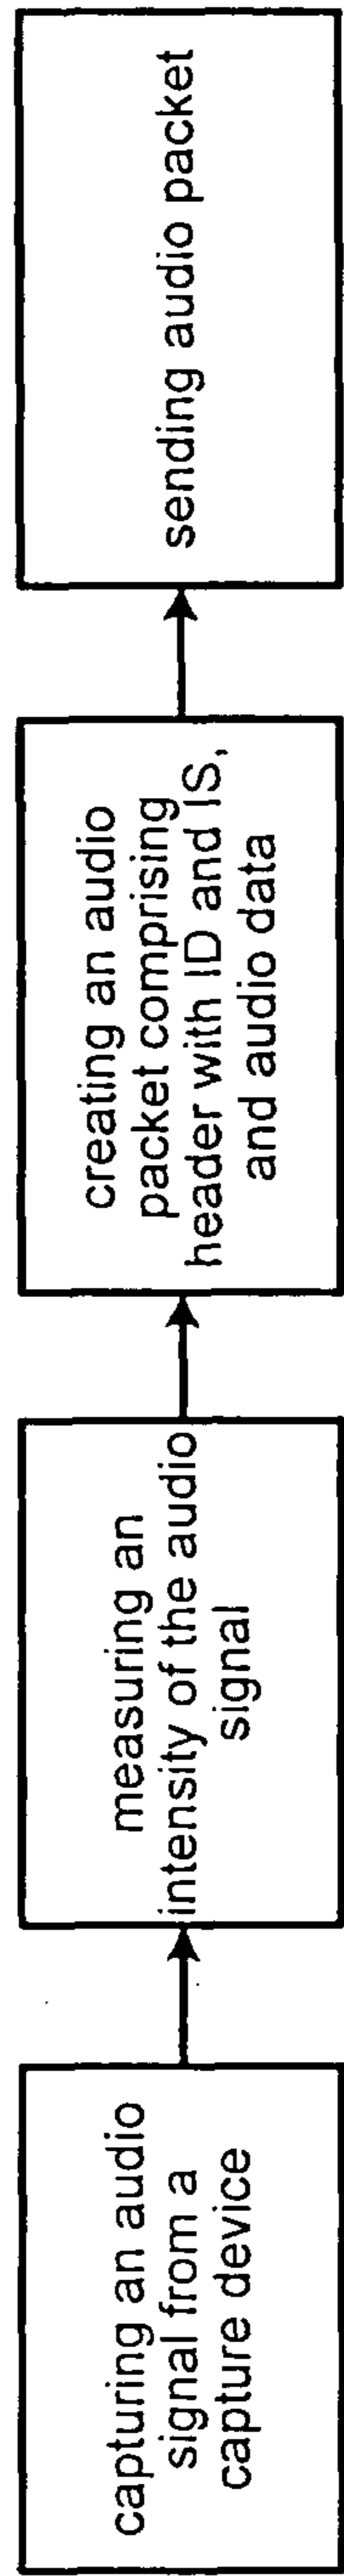 capturing an audio
signal from a
capture device
measuring an
intensity of the audio
signal
creating an audio
packet comprising
header with ID and IS,
and audio data
sending audio packet